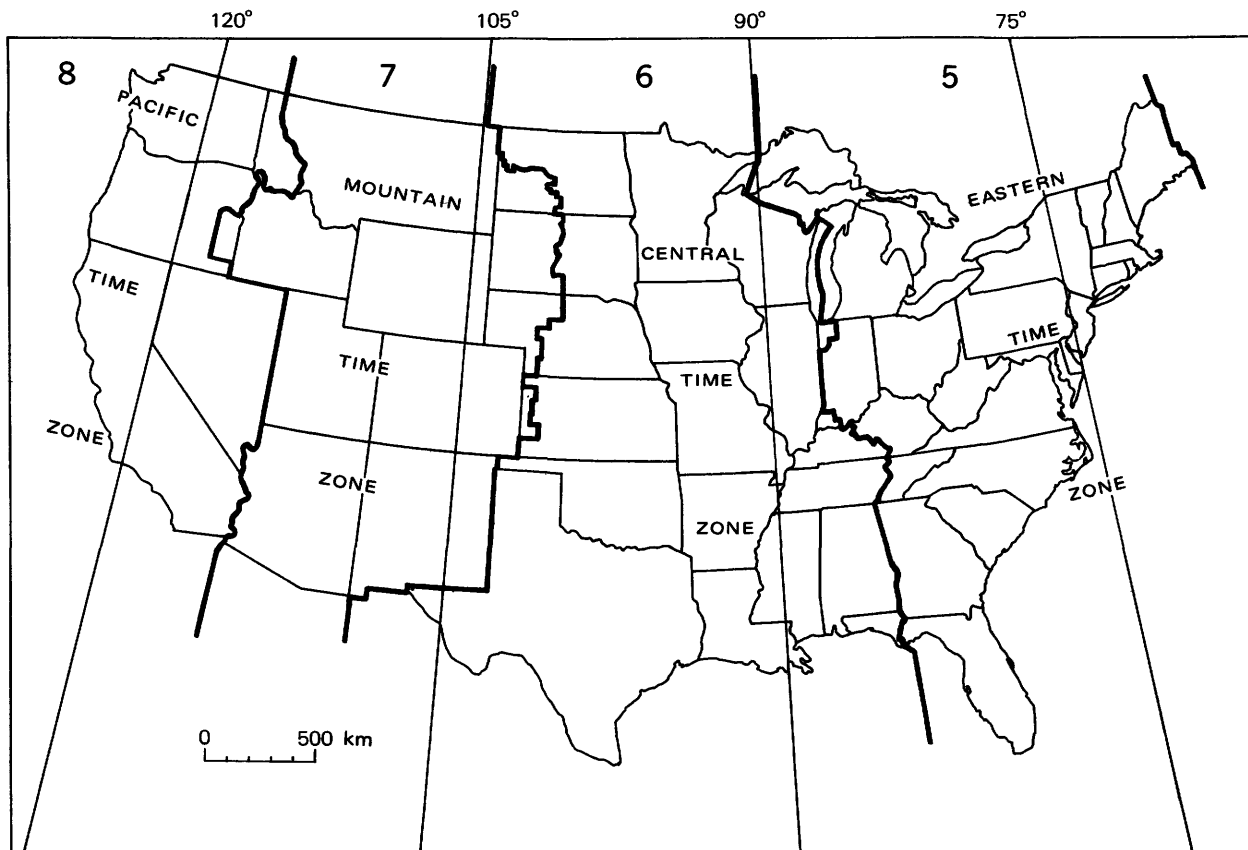 120° 105° 90° 75°
8 7 6 5
PACIFIC
MOUNTAIN
EASTERN
CENTRAL
TIME
TIME
TIME
TIME
ZONE
ZONE
ZONE
ZONE
0 500 km